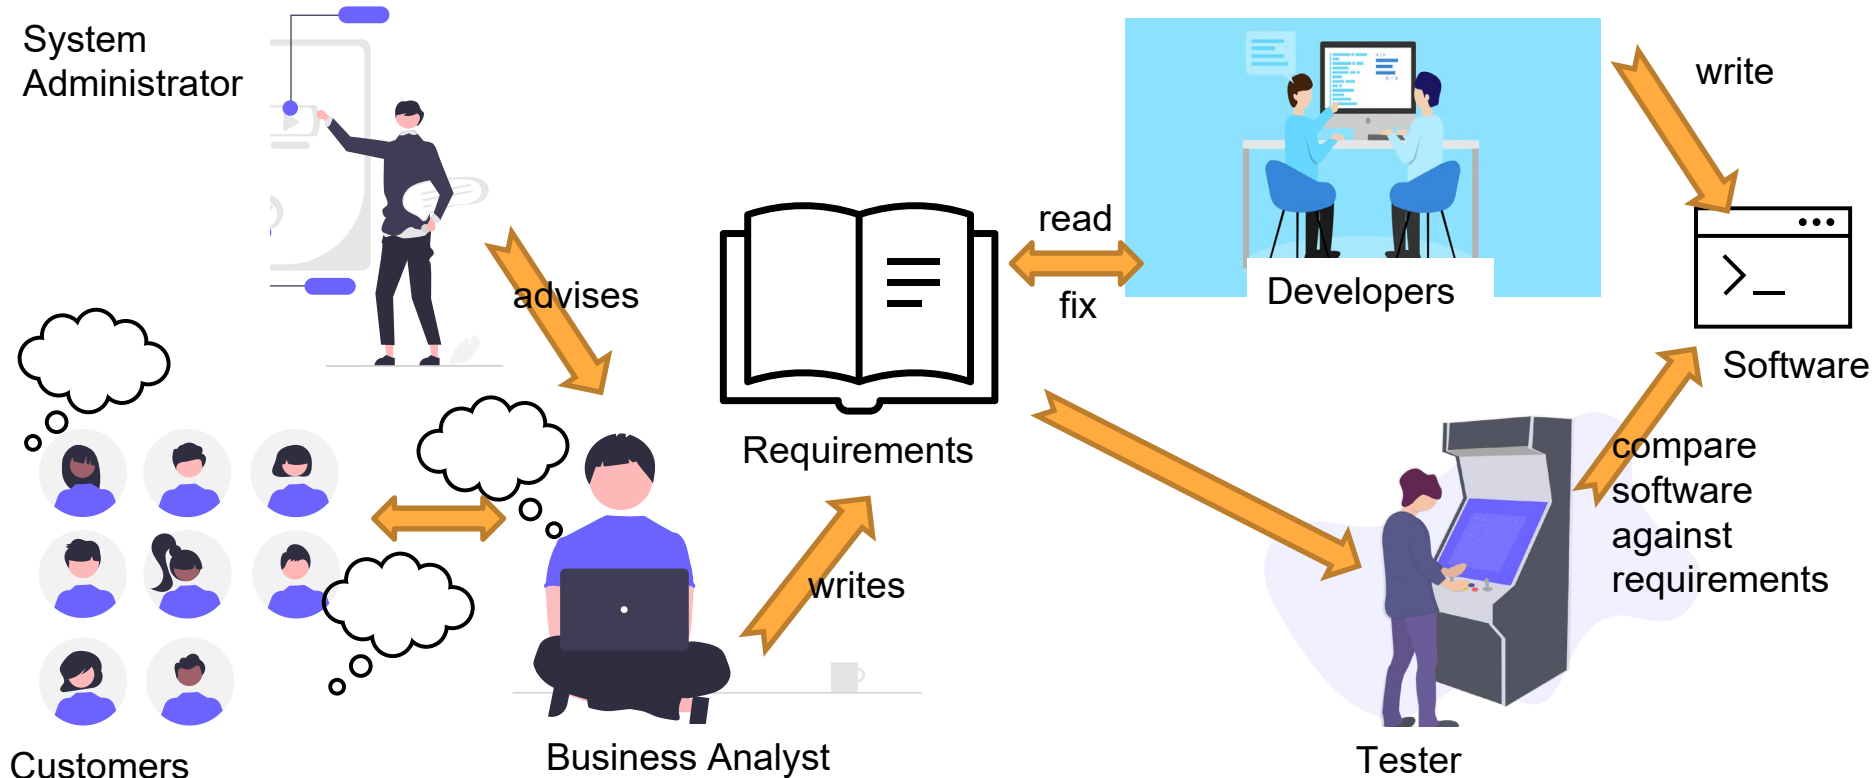 System
Administrator
advises
Customers
Business Analyst
writes
Requirements
read
fix
Developers
write
Software
compare
software
against
requirements
Tester